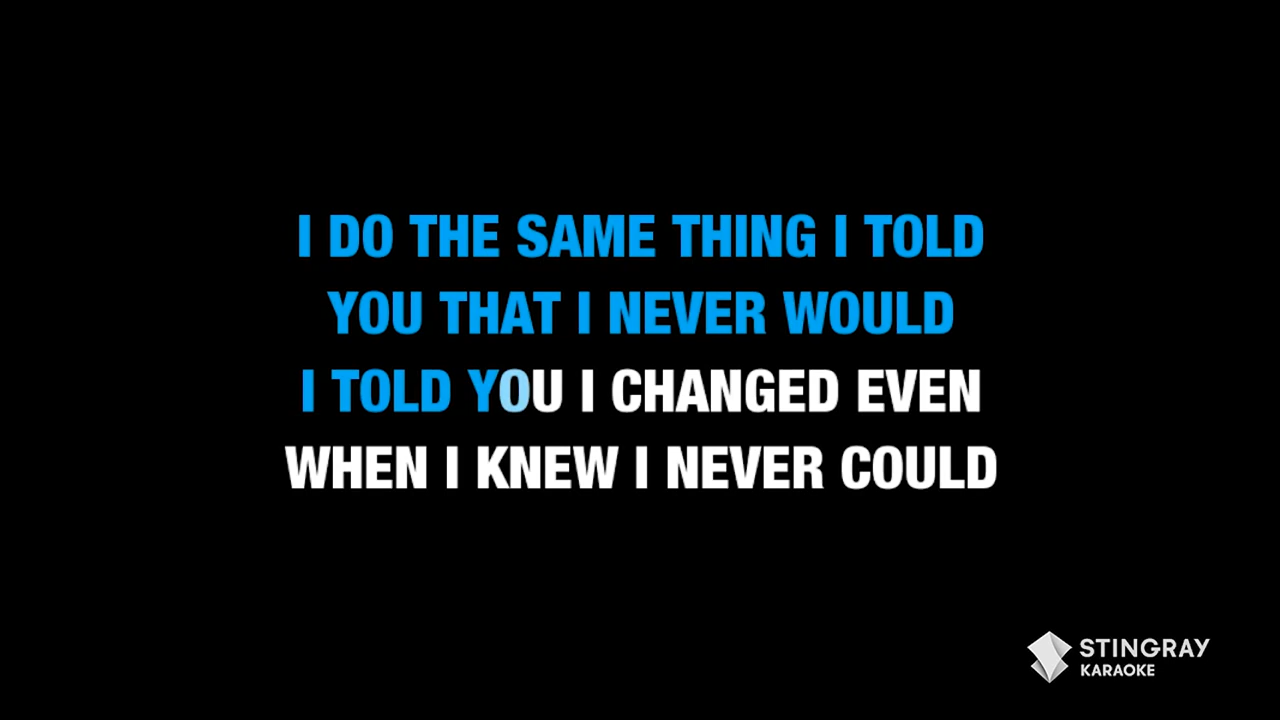 I DO THE SAME THING I TOLD
YOU THAT I NEVER WOULD
I TOLD YOU I CHANGED EVEN
WHEN I KNEW I NEVER COULD
STINGRAY
KARAOKE